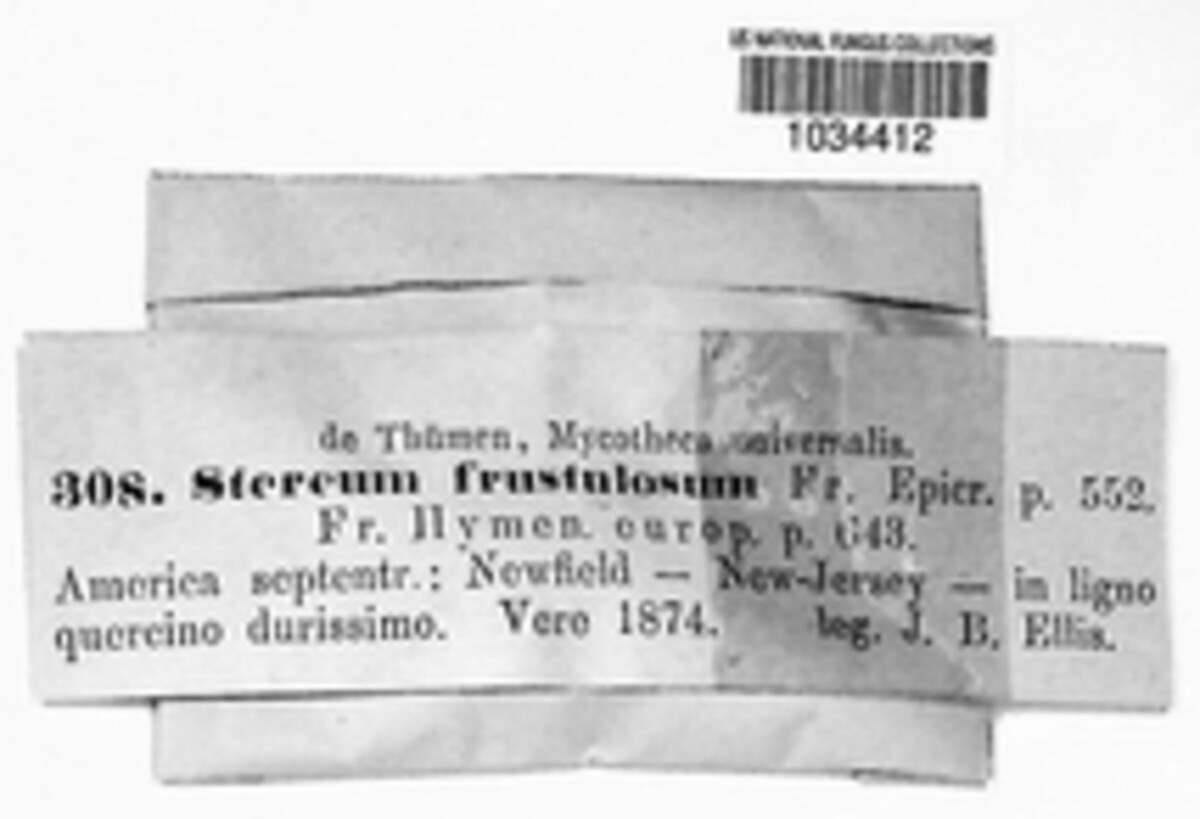 US NATIONAL FUNGUS COLLECTIONS
1034412
de Thümen, Mycotheca universalis.
308. Stereum frustulosum Fr. Epicr. p. 552.
Fr. Hymen. europ. p. 643.
America septentr.: Newfield — New-Jersey — in ligno
quercino durissimo. Vere 1874. leg. J. B. Ellis.